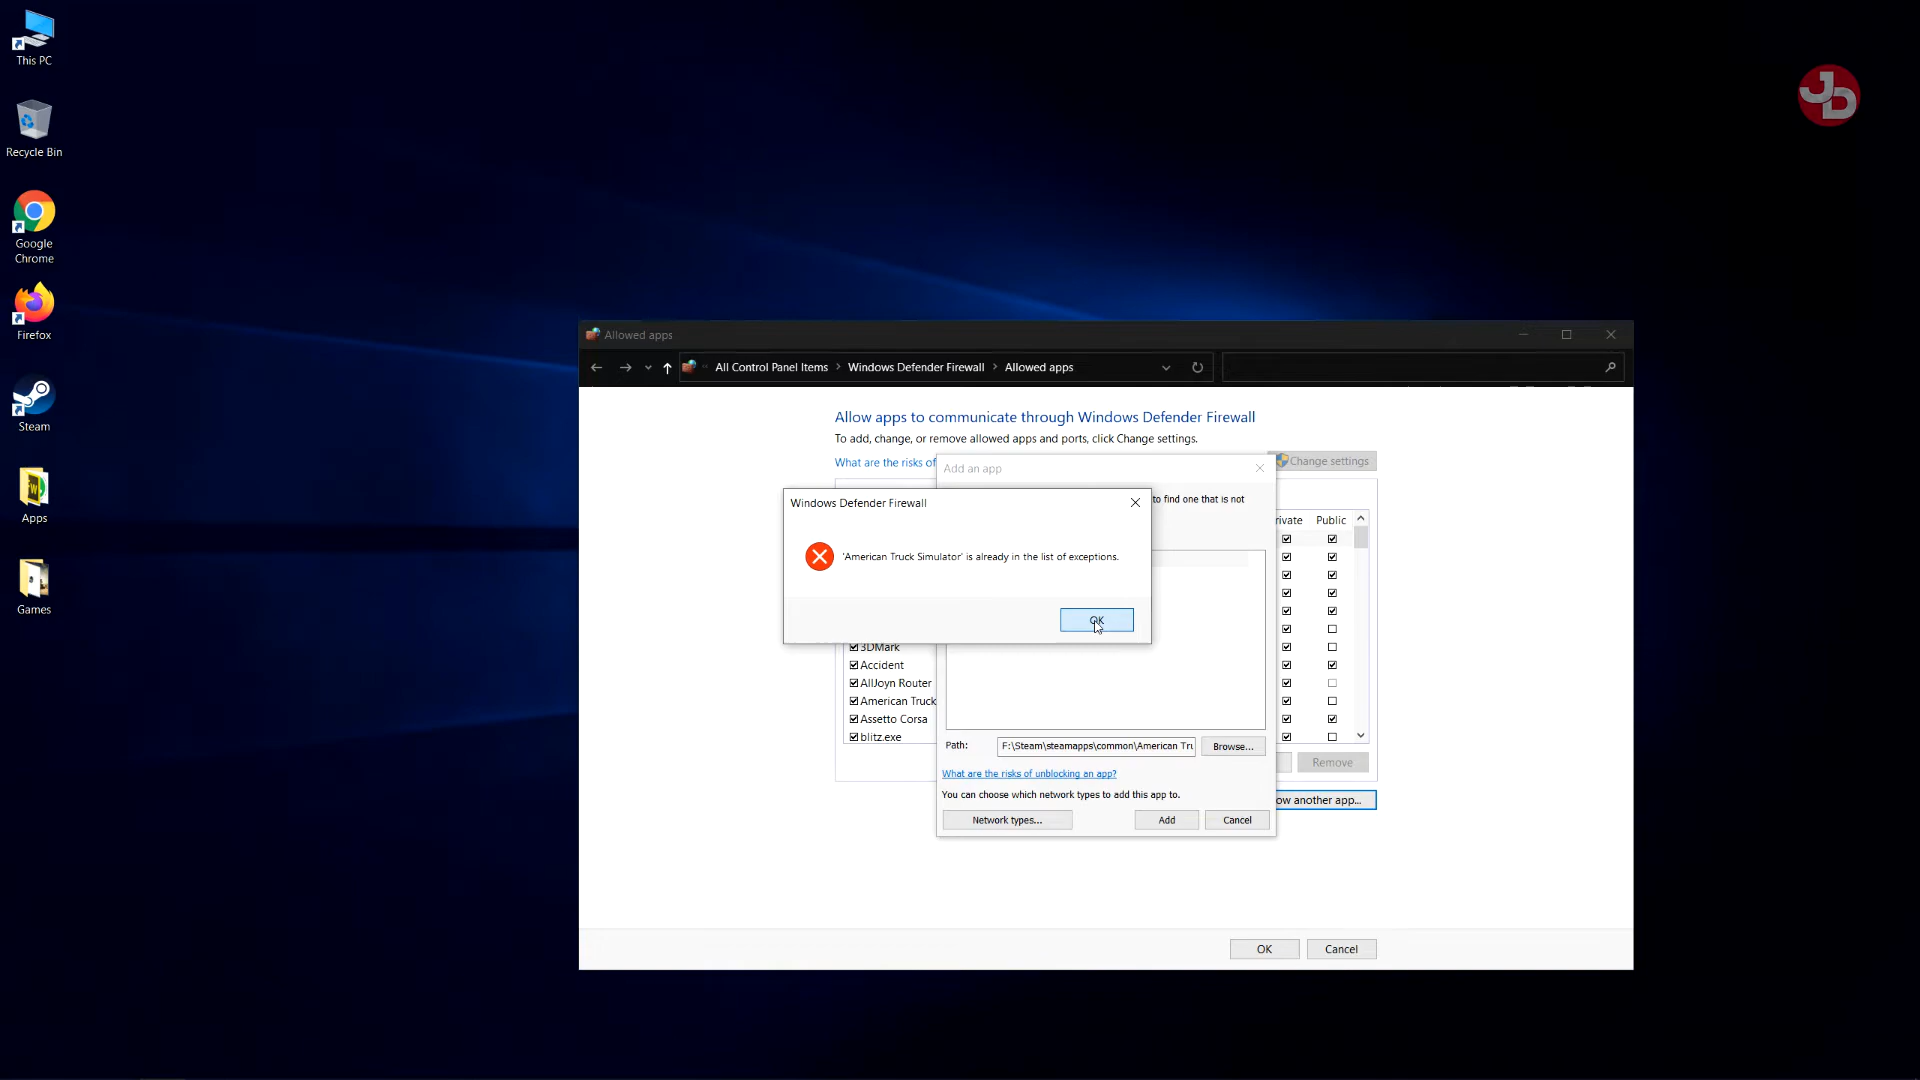 This PC
Recycle Bin
Google
Chrome
Firefox
Steam
Apps
Games
JD
Allowed apps
All Control Panel Items > Windows Defender Firewall > Allowed apps
Allow apps to communicate through Windows Defender Firewall
To add, change, or remove allowed apps and ports, click Change settings.
What are the risks of
Change settings
Add an app
to find one that is not
Windows Defender Firewall
'American Truck Simulator' is already in the list of exceptions.
OK
Public
3DMark
Accident
AllJoyn Router
American Truck
Assetto Corsa
blitz.exe
Path:
F:\Steam\steamapps\common\American Tru
Browse...
What are the risks of unblocking an app?
You can choose which network types to add this app to.
Network types...
Add
Cancel
Remove
another app...
OK
Cancel